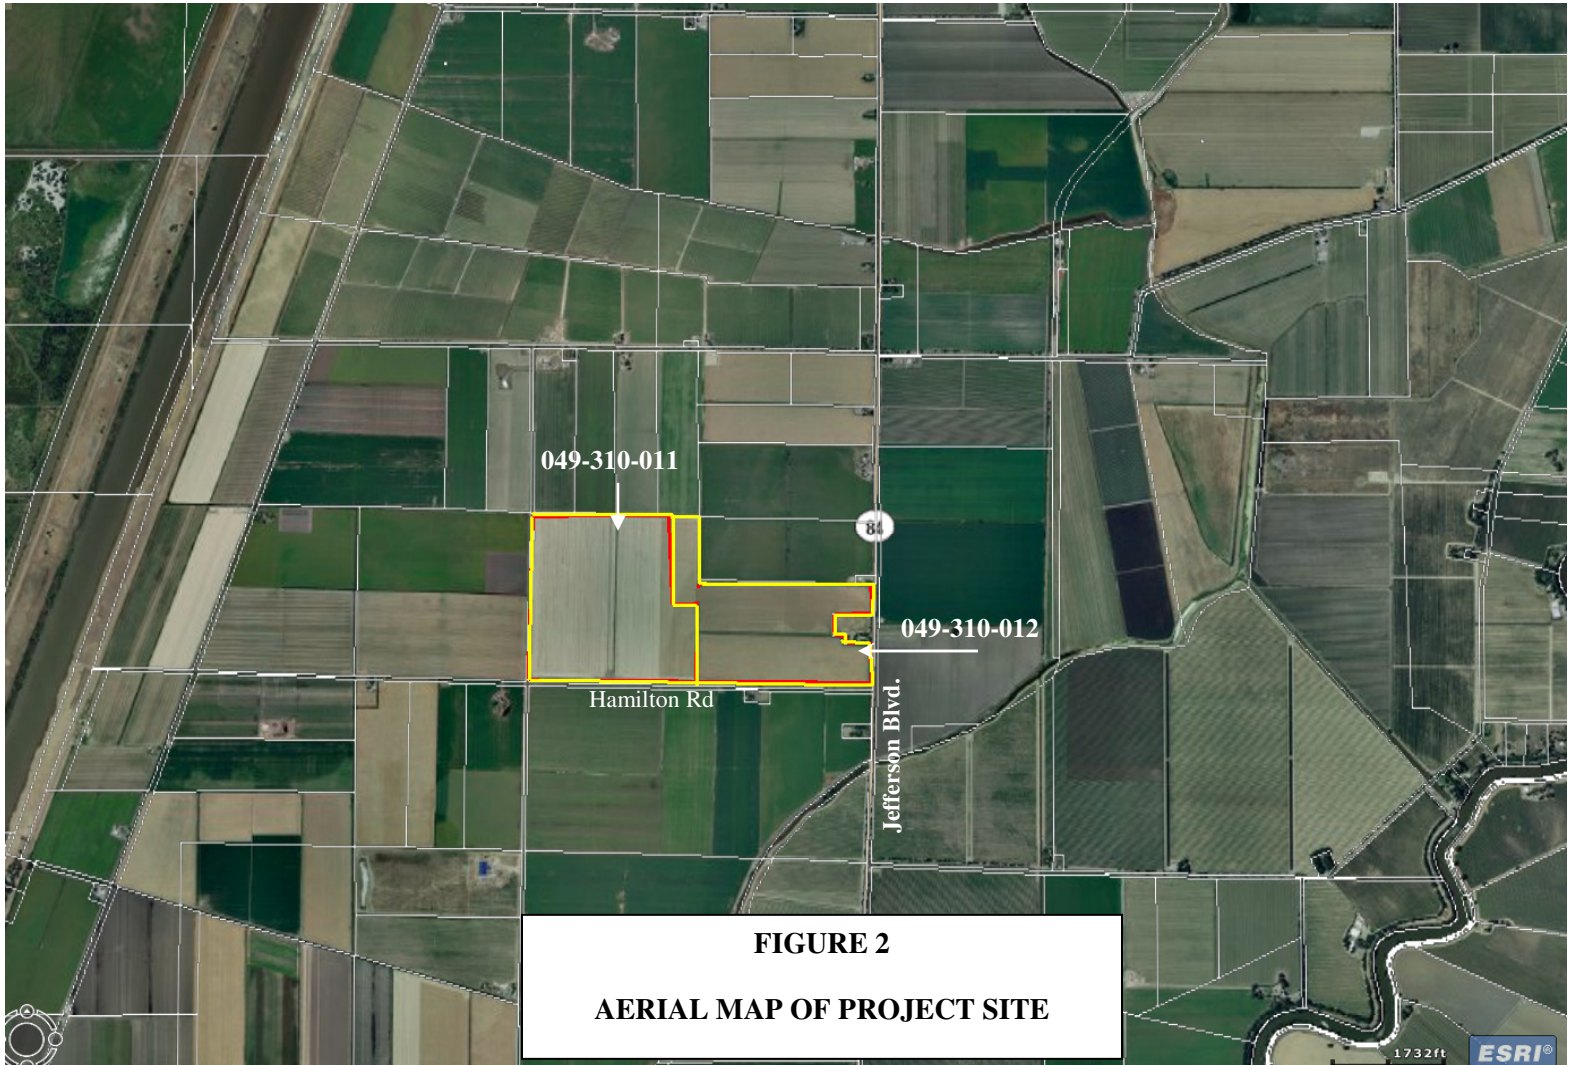 049-310-011
84
049-310-012
Hamilton Rd
Jefferson Blvd.
FIGURE 2
AERIAL MAP OF PROJECT SITE
1732ft
ESRI®